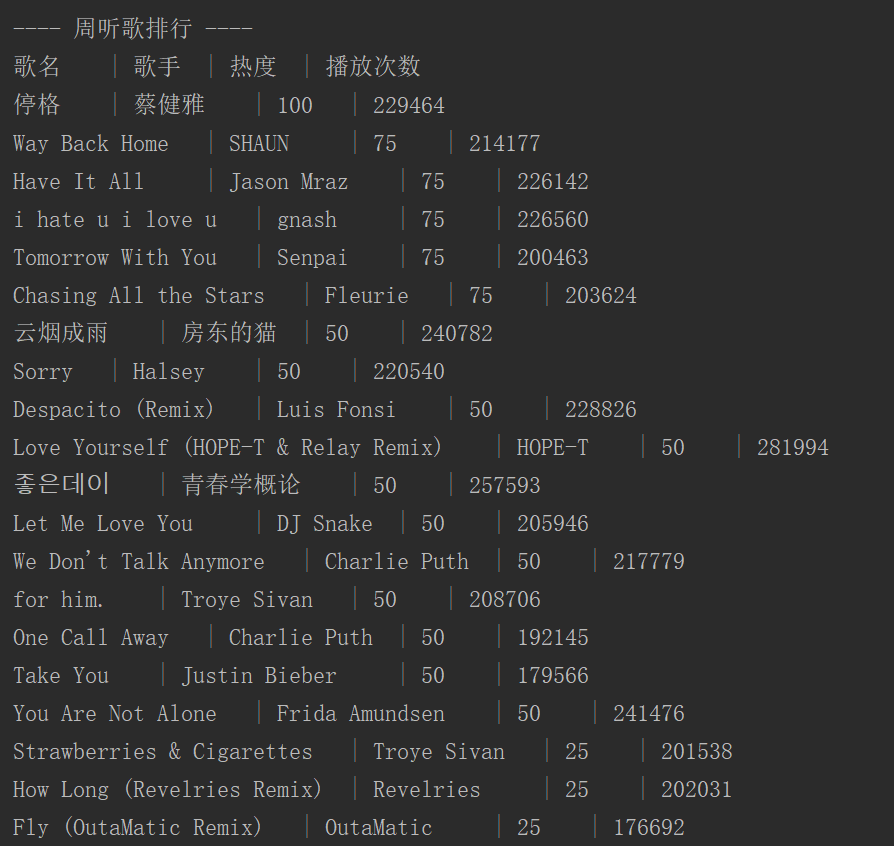 ---- 周听歌排行 ----
歌名 | 歌手 | 热度 | 播放次数
停格 | 蔡健雅 | 100 | 229464
Way Back Home | SHAUN | 75 | 214177
Have It All | Jason Mraz | 75 | 226142
i hate u i love u | gnash | 75 | 226560
Tomorrow With You | Senpai | 75 | 200463
Chasing All the Stars | Fleurie | 75 | 203624
云烟成雨 | 房东的猫 | 50 | 240782
Sorry | Halsey | 50 | 220540
Despacito (Remix) | Luis Fonsi | 50 | 228826
Love Yourself (HOPE-T & Relay Remix) | HOPE-T | 50 | 281994
좋은데이 | 青春学概论 | 50 | 257593
Let Me Love You | DJ Snake | 50 | 205946
We Don't Talk Anymore | Charlie Puth | 50 | 217779
for him. | Troye Sivan | 50 | 208706
One Call Away | Charlie Puth | 50 | 192145
Take You | Justin Bieber | 50 | 179566
You Are Not Alone | Frida Amundsen | 50 | 241476
Strawberries & Cigarettes | Troye Sivan | 25 | 201538
How Long (Revelries Remix) | Revelries | 25 | 202031
Fly (OutaMatic Remix) | OutaMatic | 25 | 176692